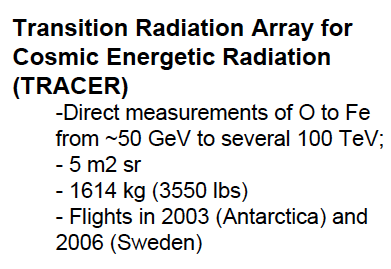 Transition Radiation Array for
Cosmic Energetic Radiation
(TRACER)
-Direct measurements of O to Fe
from ~50 GeV to several 100 TeV;
- 5 m2 sr
- 1614 kg (3550 lbs)
- Flights in 2003 (Antarctica) and
2006 (Sweden)